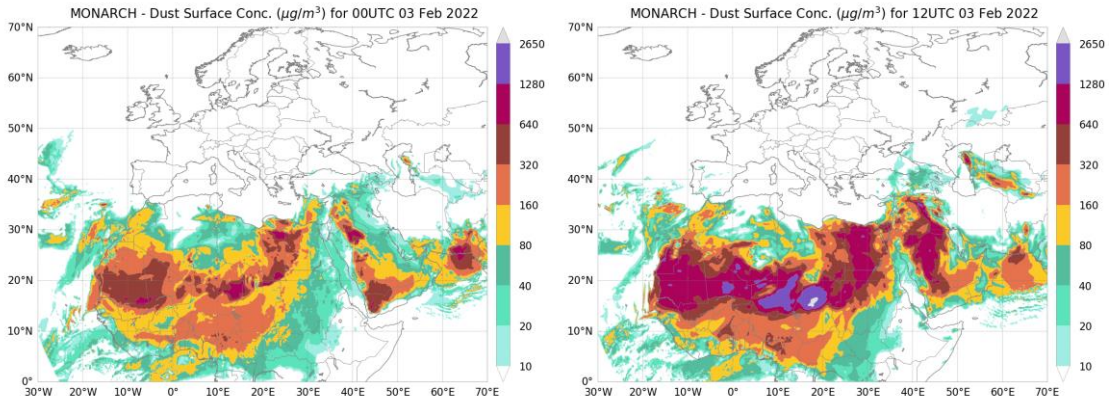 MONARCH - Dust Surface Conc. (μg/m³) for 00UTC 03 Feb 2022
70°N
60°N
50°N
40°N
30°N
20°N
10°N
0°
30°W 20°W 10°W 0° 10°E 20°E 30°E 40°E 50°E 60°E 70°E
2650
1280
640
320
160
80
40
20
10
MONARCH - Dust Surface Conc. (μg/m³) for 12UTC 03 Feb 2022
70°N
60°N
50°N
40°N
30°N
20°N
10°N
0°
30°W 20°W 10°W 0° 10°E 20°E 30°E 40°E 50°E 60°E 70°E
2650
1280
640
320
160
80
40
20
10